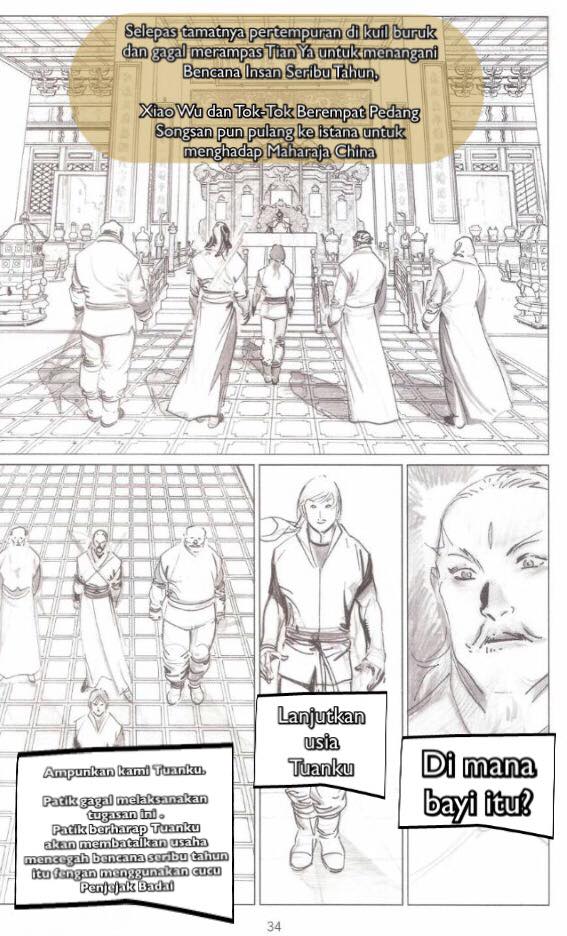 Selepas tamatnya pertempuran di kuil buruk
dan gagal merampas Tian Ya untuk menangani
Bencana Insan Seribu Tahun,
Xiao Wu dan Tok-Tok Berempat Pedang
Songsan pun pulang ke istana untuk
menghadap Maharaja China
Ampunkan kami Tuanku.
Patik gagal melaksanakan
tugasan ini .
Patik berharap Tuanku
akan membatalkan usaha
mencegah bencana seribu tahun
itu fengan menggunakan cucu
Penjejak Badai
Lanjutkan
usia
Tuanku
Di mana
bayi itu?
34